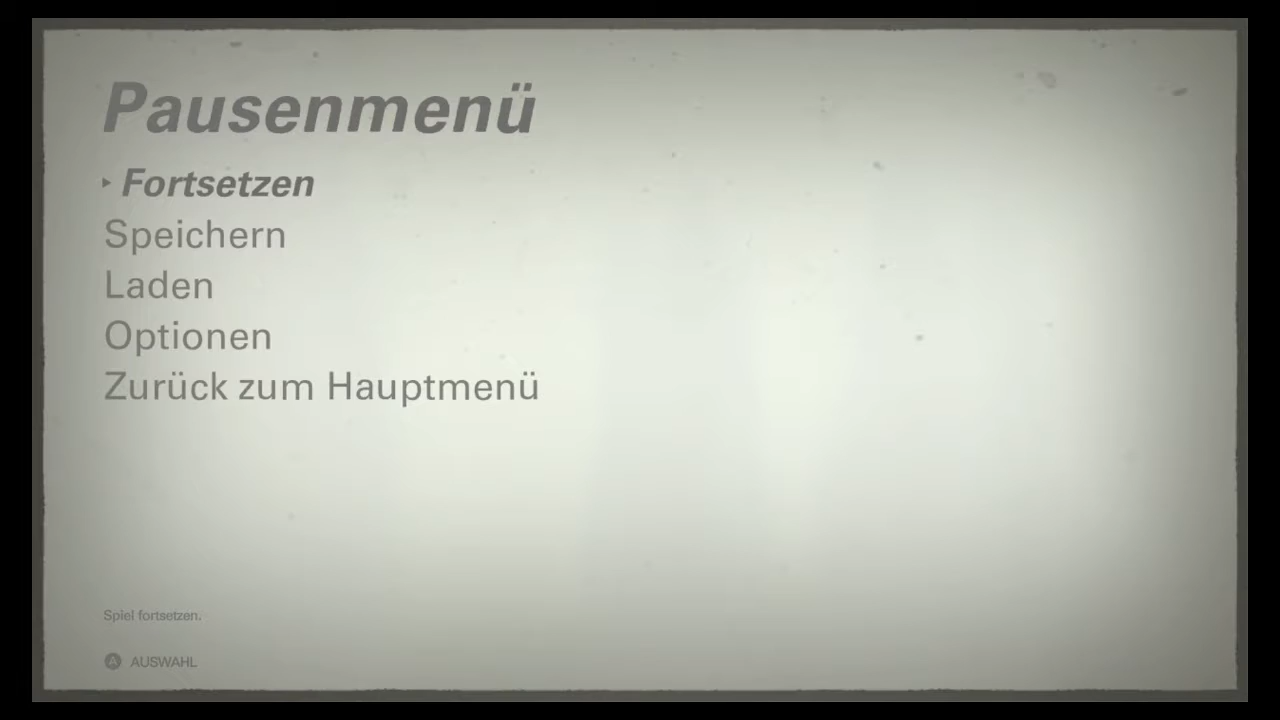 Pausenmenü
Fortsetzen
Speichern
Laden
Optionen
Zurück zum Hauptmenü
Spiel fortsetzen.
A AUSWAHL